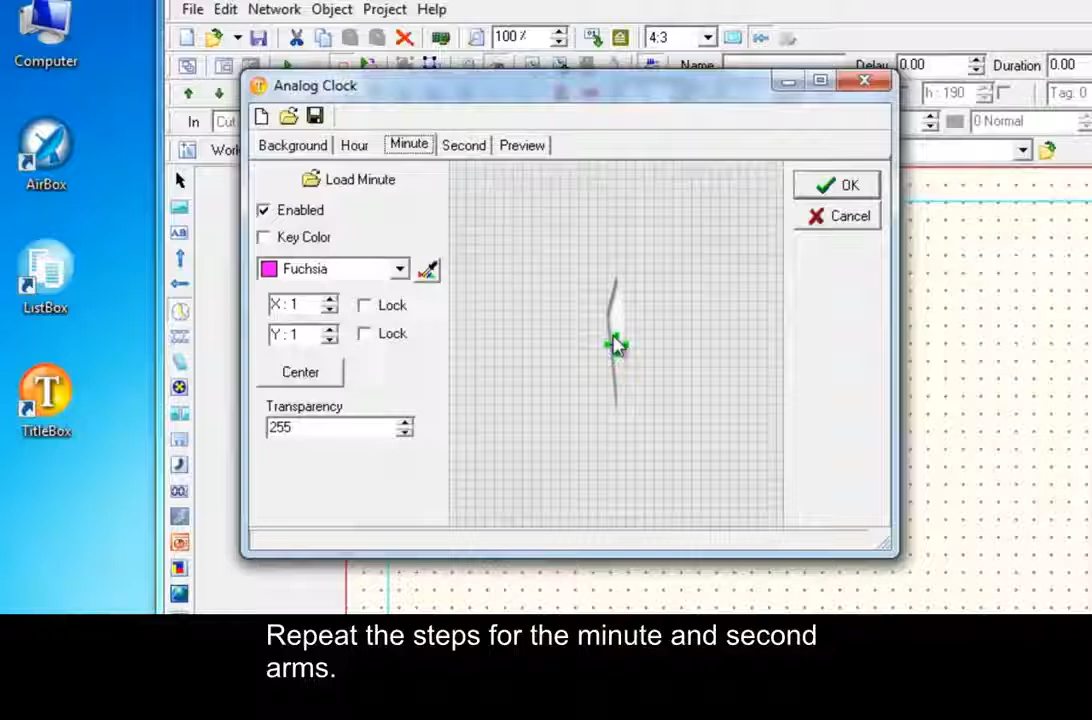 File Edit Network Object Project Help
Computer
100 % 4:3
Name Delay 0.00 Duration 0.00
Analog Clock
h : 190 Tag: 0
In Cut 0 Normal
Background Hour Minute Second Preview
AirBox
Load Minute
OK
Enabled
Cancel
Key Color
Fuchsia
AB
X : 1 Lock
ListBox
Y : 1 Lock
Center
Transparency
255
T
TitleBox
Repeat the steps for the minute and second
arms.